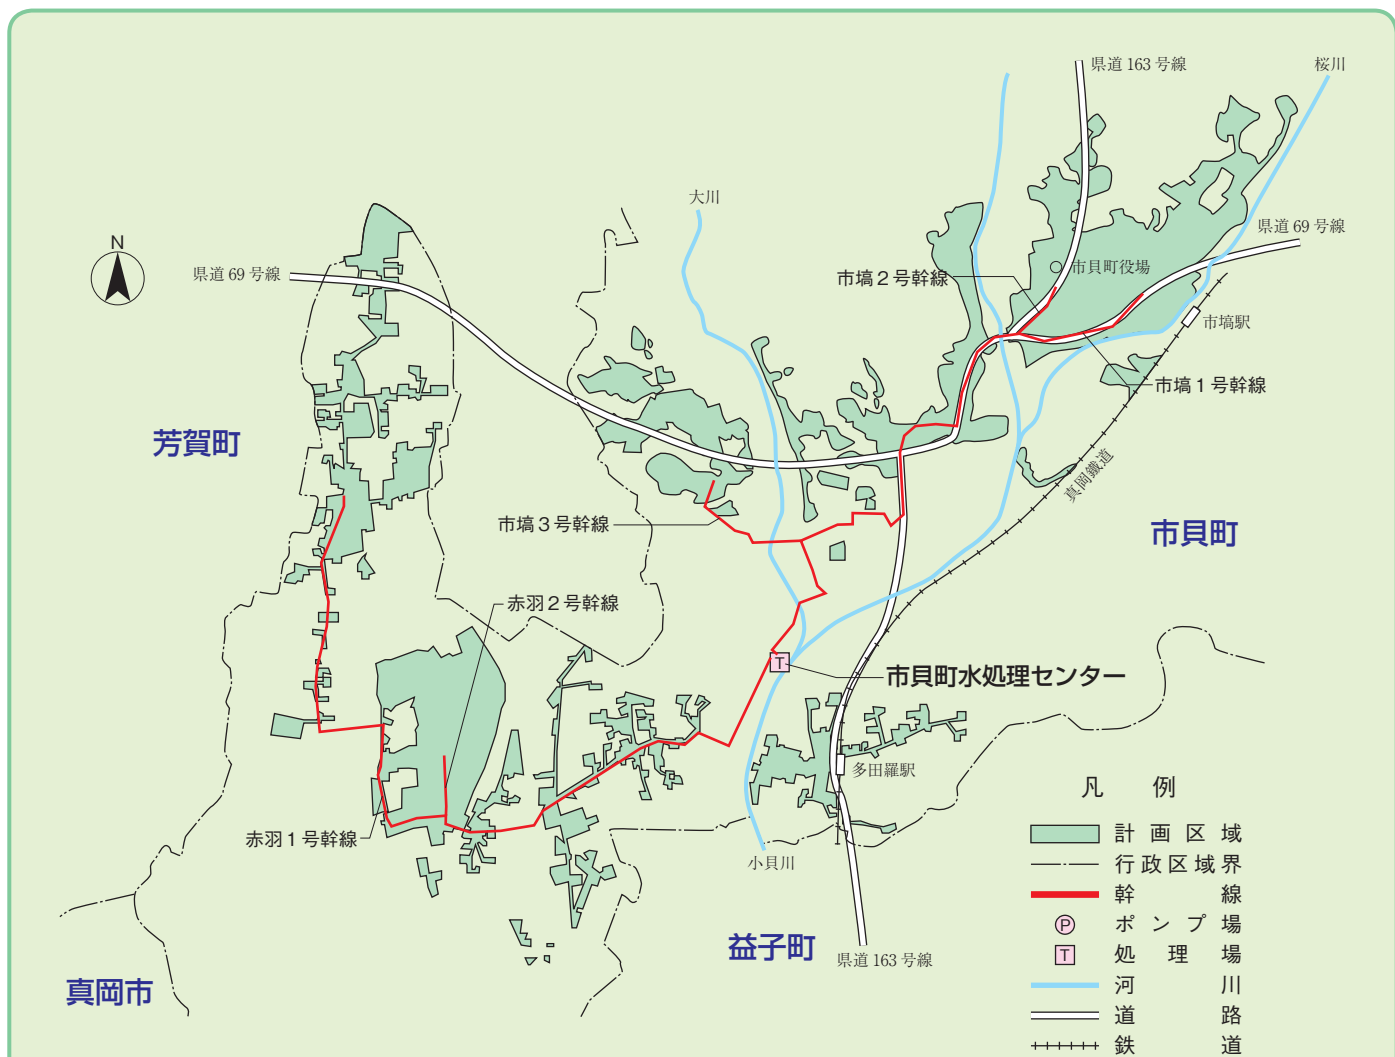 県道 163 号線
桜川
大川
県道 69 号線
N
県道 69 号線
市塙２号幹線
市貝町役場
市塙駅
市塙１号幹線
芳賀町
真岡鐵道
市塙３号幹線
市貝町
赤羽２号幹線
T
市貝町水処理センター
多田羅駅
赤羽１号幹線
小貝川
益子町
県道 163 号線
真岡市
凡 例
計画区域
行政区域界
幹線
P ポンプ場
T 処理場
河川
道路
鉄道